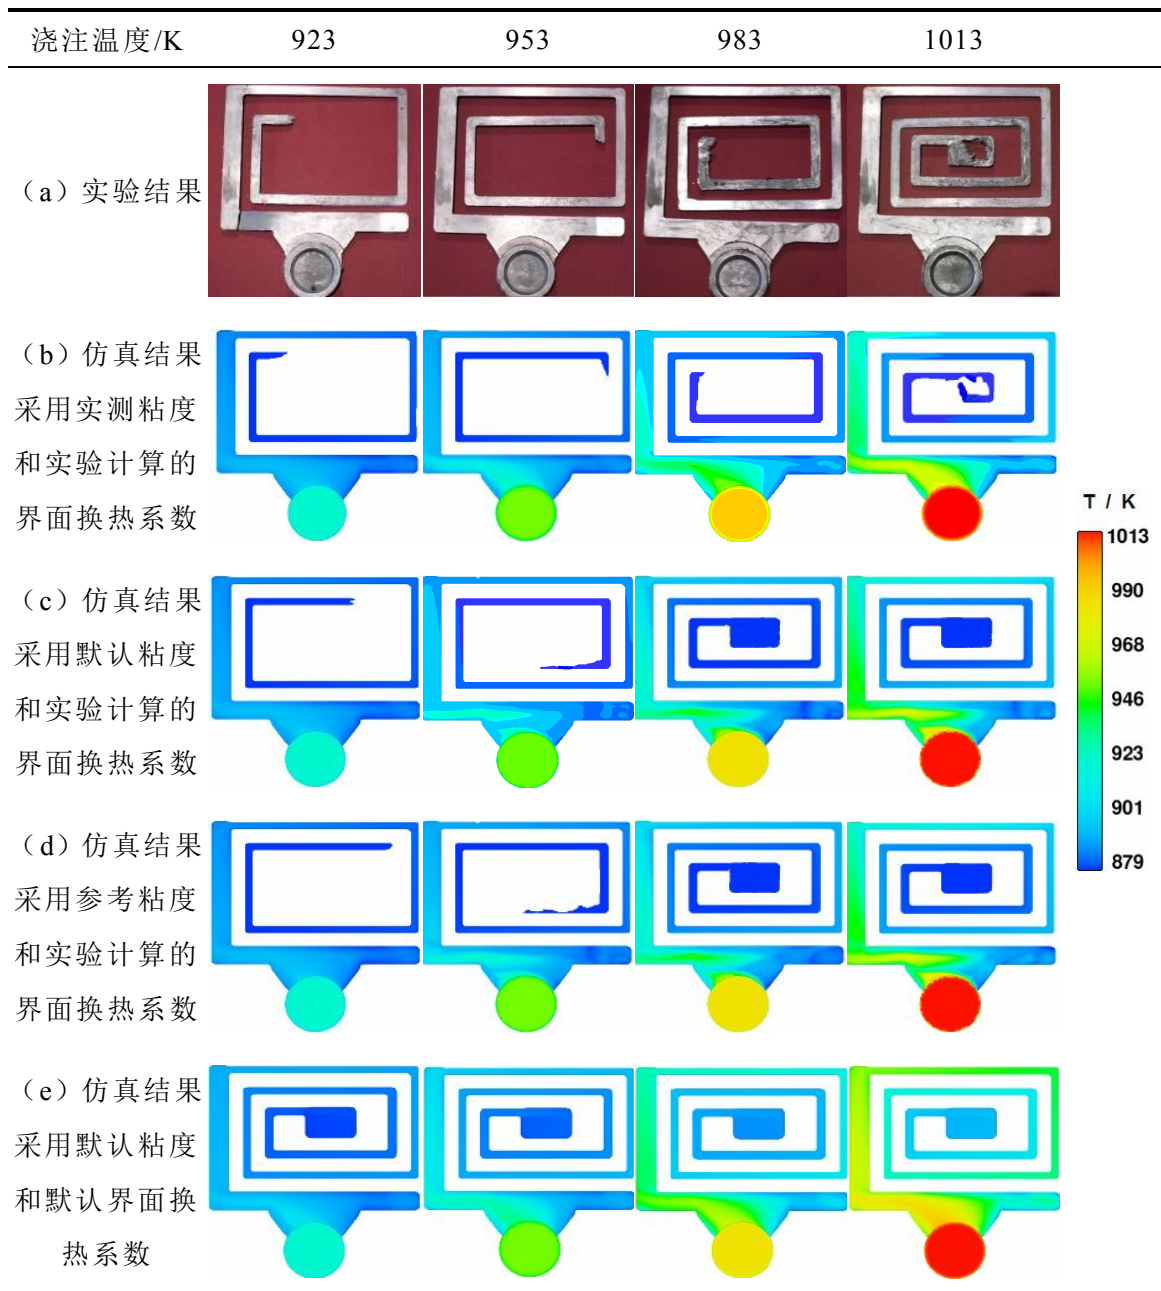 浇注温度/K 923 953 983 1013
（a）实验结果
（b）仿真结果
采用实测粘度
和实验计算的
界面换热系数
T / K
1013
990
968
946
923
901
879
（c）仿真结果
采用默认粘度
和实验计算的
界面换热系数
（d）仿真结果
采用参考粘度
和实验计算的
界面换热系数
（e）仿真结果
采用默认粘度
和默认界面换
热系数